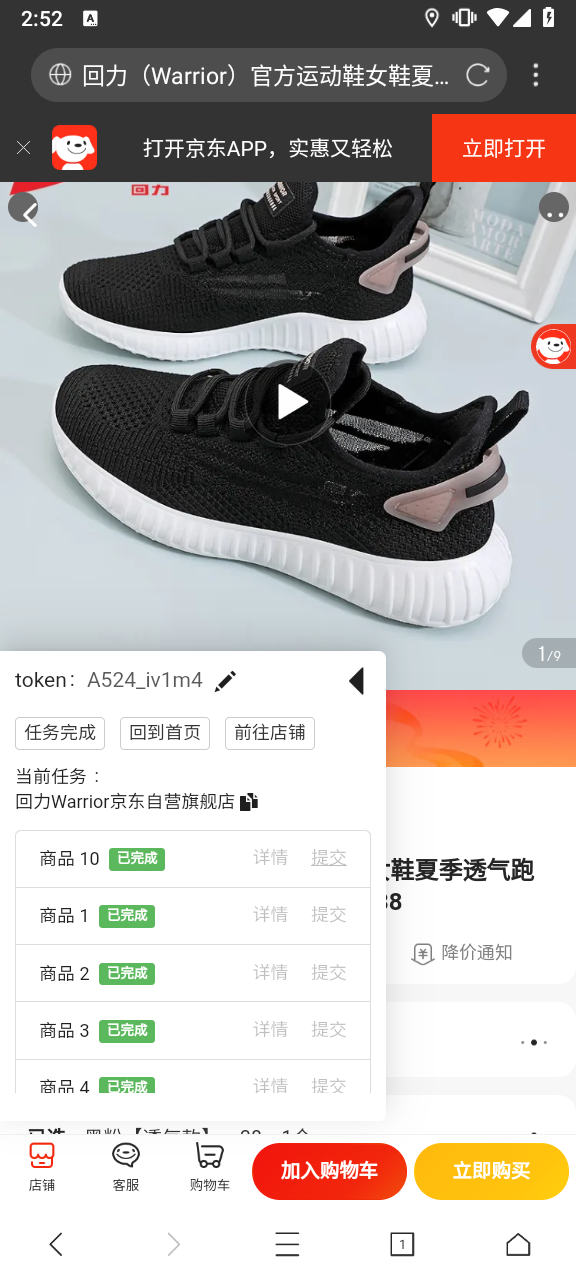 2:52
A
回力（Warrior）官方运动鞋女鞋夏...
打开京东APP，实惠又轻松
立即打开
回力
MODA
AMOR
ARTE
1/9
token： A524_iv1m4
任务完成
回到首页
前往店铺
当前任务：
回力Warrior京东自营旗舰店
商品 10 已完成 详情 提交
商品 1 已完成 详情 提交
商品 2 已完成 详情 提交
商品 3 已完成 详情 提交
商品 4 已完成 详情 提交
女鞋夏季透气跑
38
降价通知
店铺
客服
购物车
加入购物车
立即购买
1